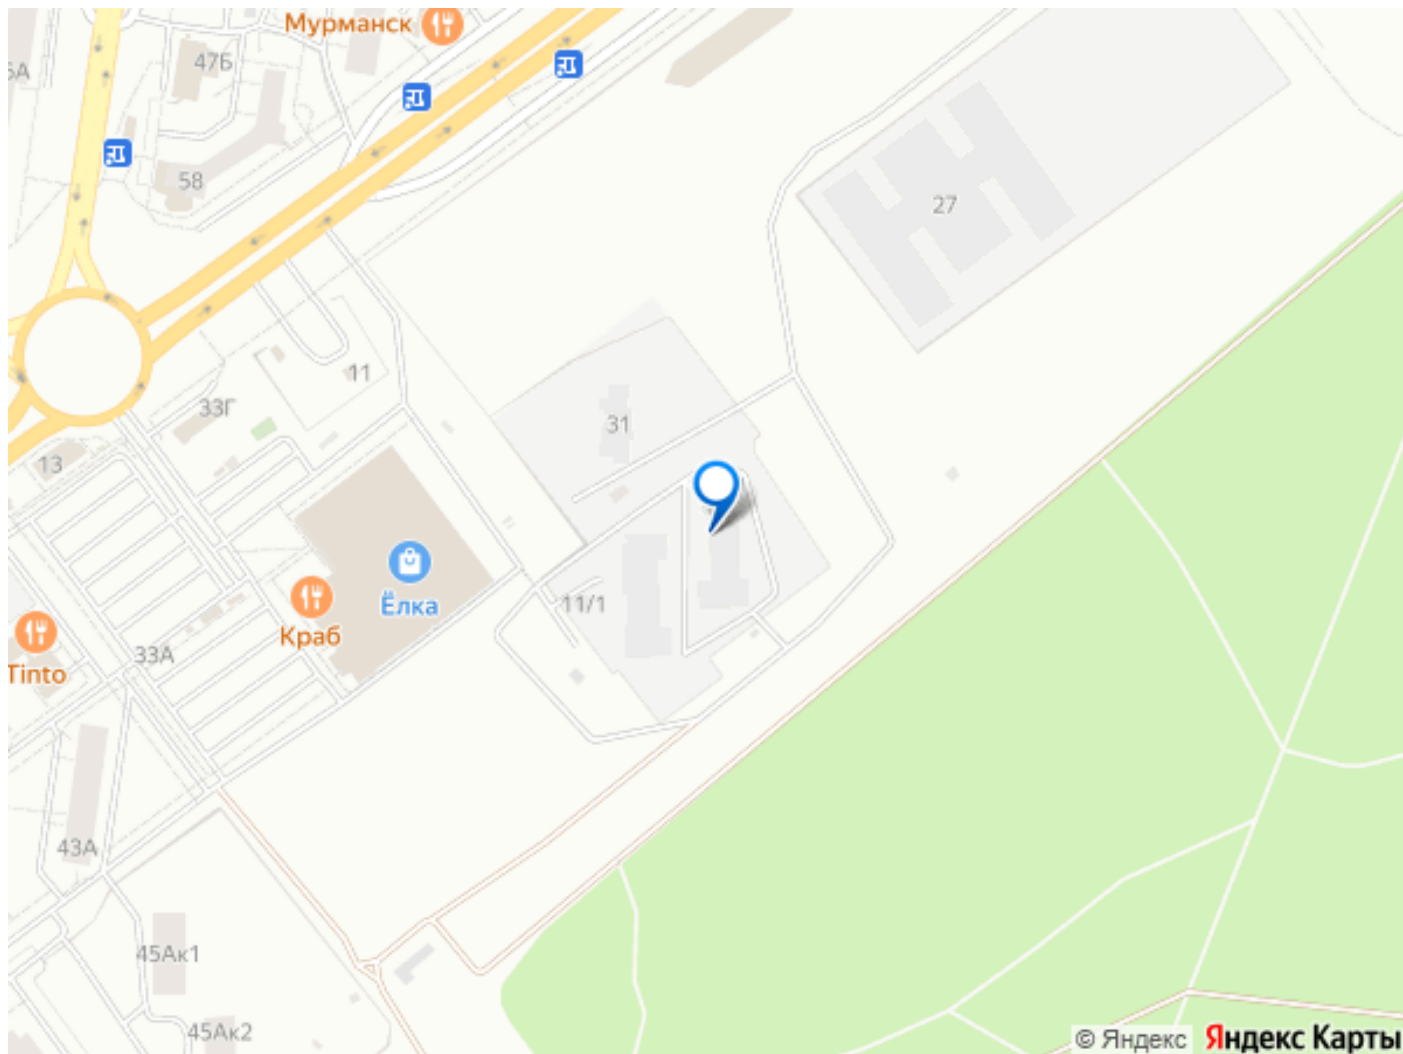 Мурманск
47Б
58
27
11
33Г
31
13
Ёлка
Краб
11/1
Tinto
33А
43А
45Ак1
45Ак2
© Яндекс
Яндекс Карты